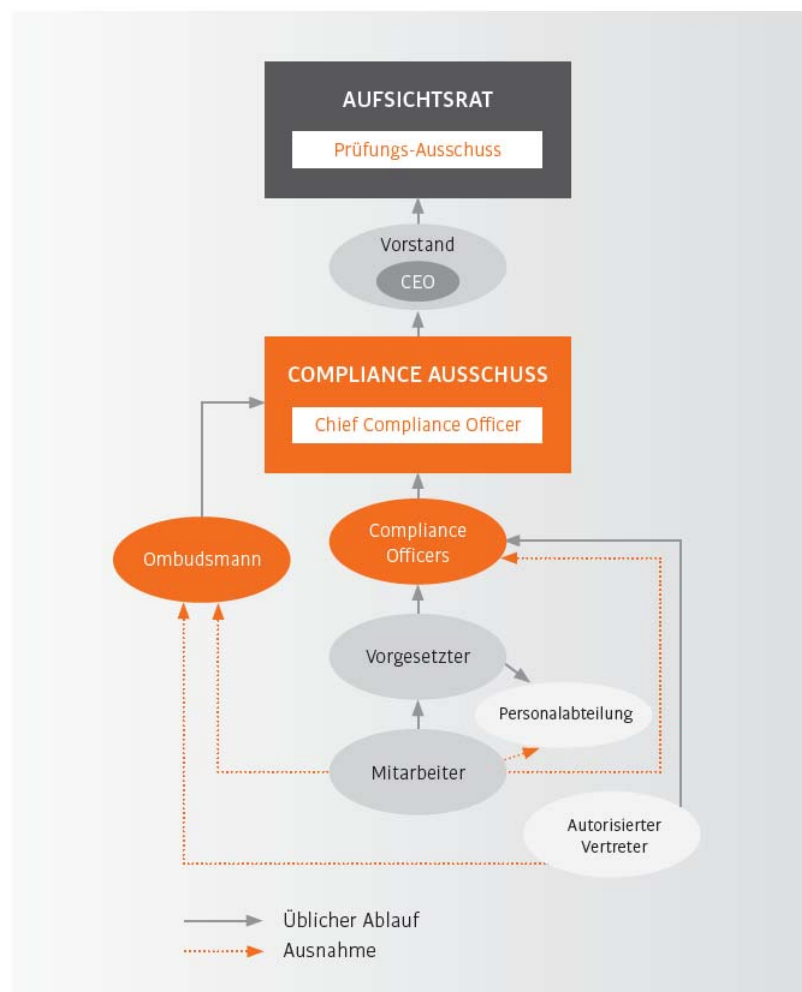 AUFSICHTSRAT
Prüfungs-Ausschuss
Vorstand
CEO
COMPLIANCE AUSSCHUSS
Chief Compliance Officer
Compliance
Officers
Ombudsmann
Vorgesetzter
Personalabteilung
Mitarbeiter
Autorisierter
Vertreter
Üblicher Ablauf
Ausnahme